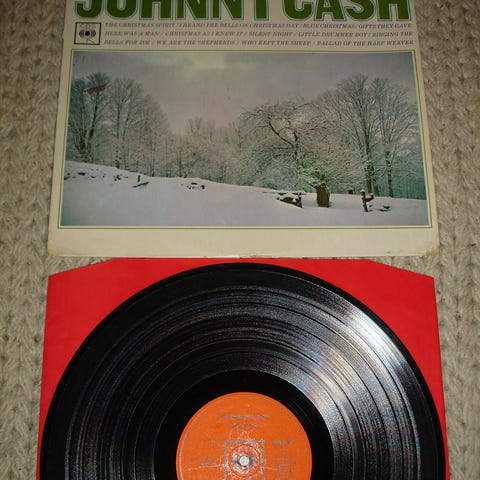 JOHNNY CASH
CBS
THE CHRISTMAS SPIRIT / I HEARD THE BELLS ON CHRISTMAS DAY / BLUE CHRISTMAS / GIFTS THEY GAVE
HERE WAS A MAN / CHRISTMAS AS I KNEW IT / SILENT NIGHT / LITTLE DRUMMER BOY / RINGING THE
BELLS FOR JIM / WE ARE THE SHEPHERDS / WHO KEPT THE SHEEP / BALLAD OF THE HARP WEAVER